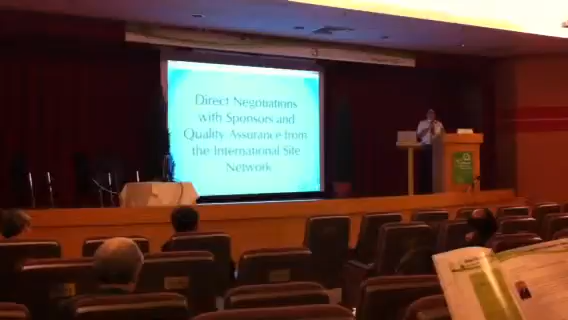 Direct Negotiations
with Sponsors and
Quality Assurance from
the International Site
Network